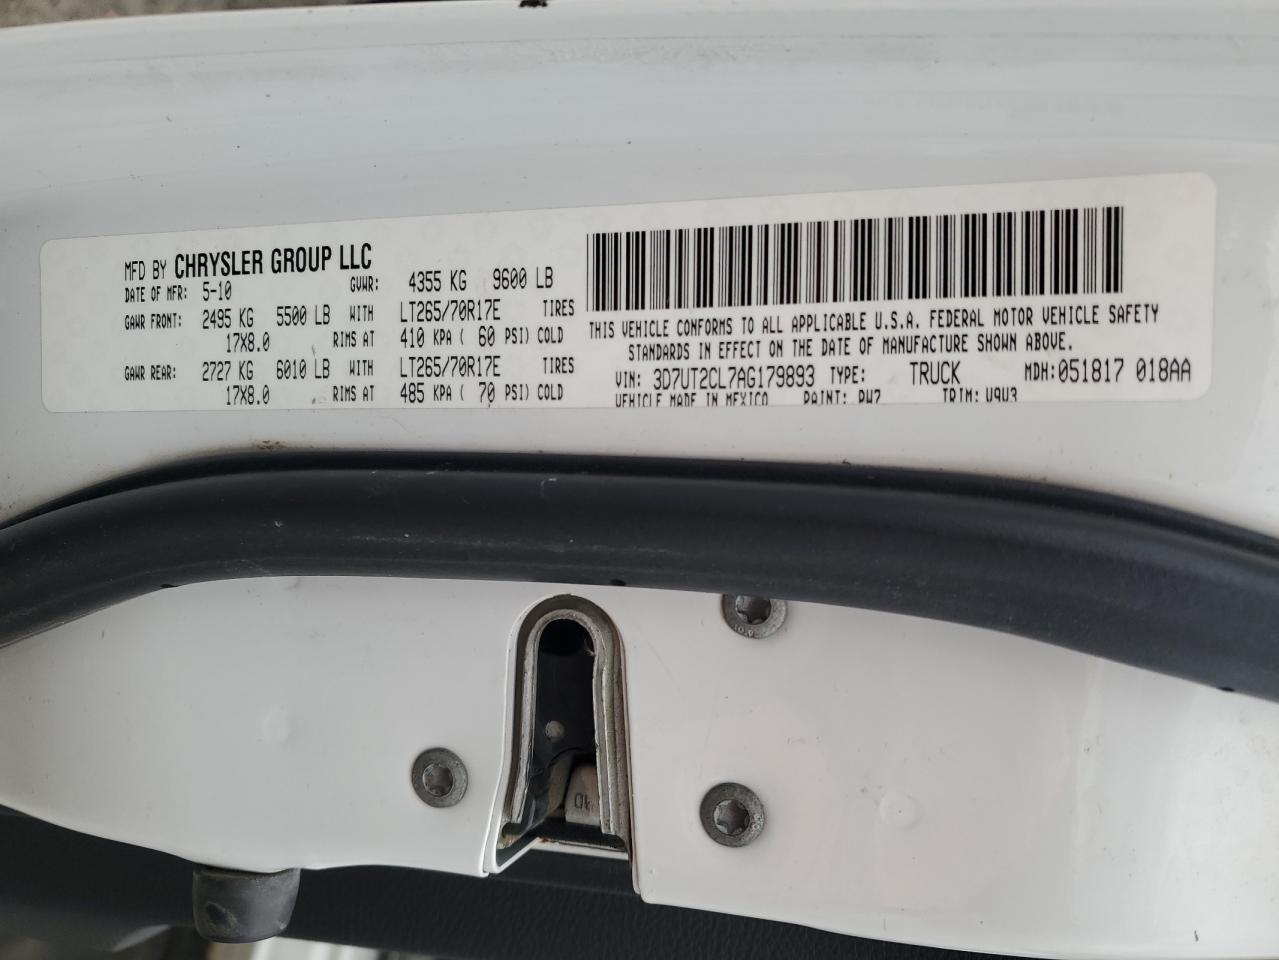 MFD BY CHRYSLER GROUP LLC
DATE OF MFR: 5-10 GVWR: 4355 KG 9600 LB
GAWR FRONT: 2495 KG 5500 LB WITH LT265/70R17E TIRES
17X8.0 RIMS AT 410 KPA ( 60 PSI) COLD
GAWR REAR: 2727 KG 6010 LB WITH LT265/70R17E TIRES
17X8.0 RIMS AT 485 KPA ( 70 PSI) COLD
THIS VEHICLE CONFORMS TO ALL APPLICABLE U.S.A. FEDERAL MOTOR VEHICLE SAFETY
STANDARDS IN EFFECT ON THE DATE OF MANUFACTURE SHOWN ABOVE.
VIN: 3D7UT2CL7AG179893 TYPE: TRUCK MDH:051817 018AA
VEHICLE MADE IN MEXICO PAINT: PW7 TRIM: